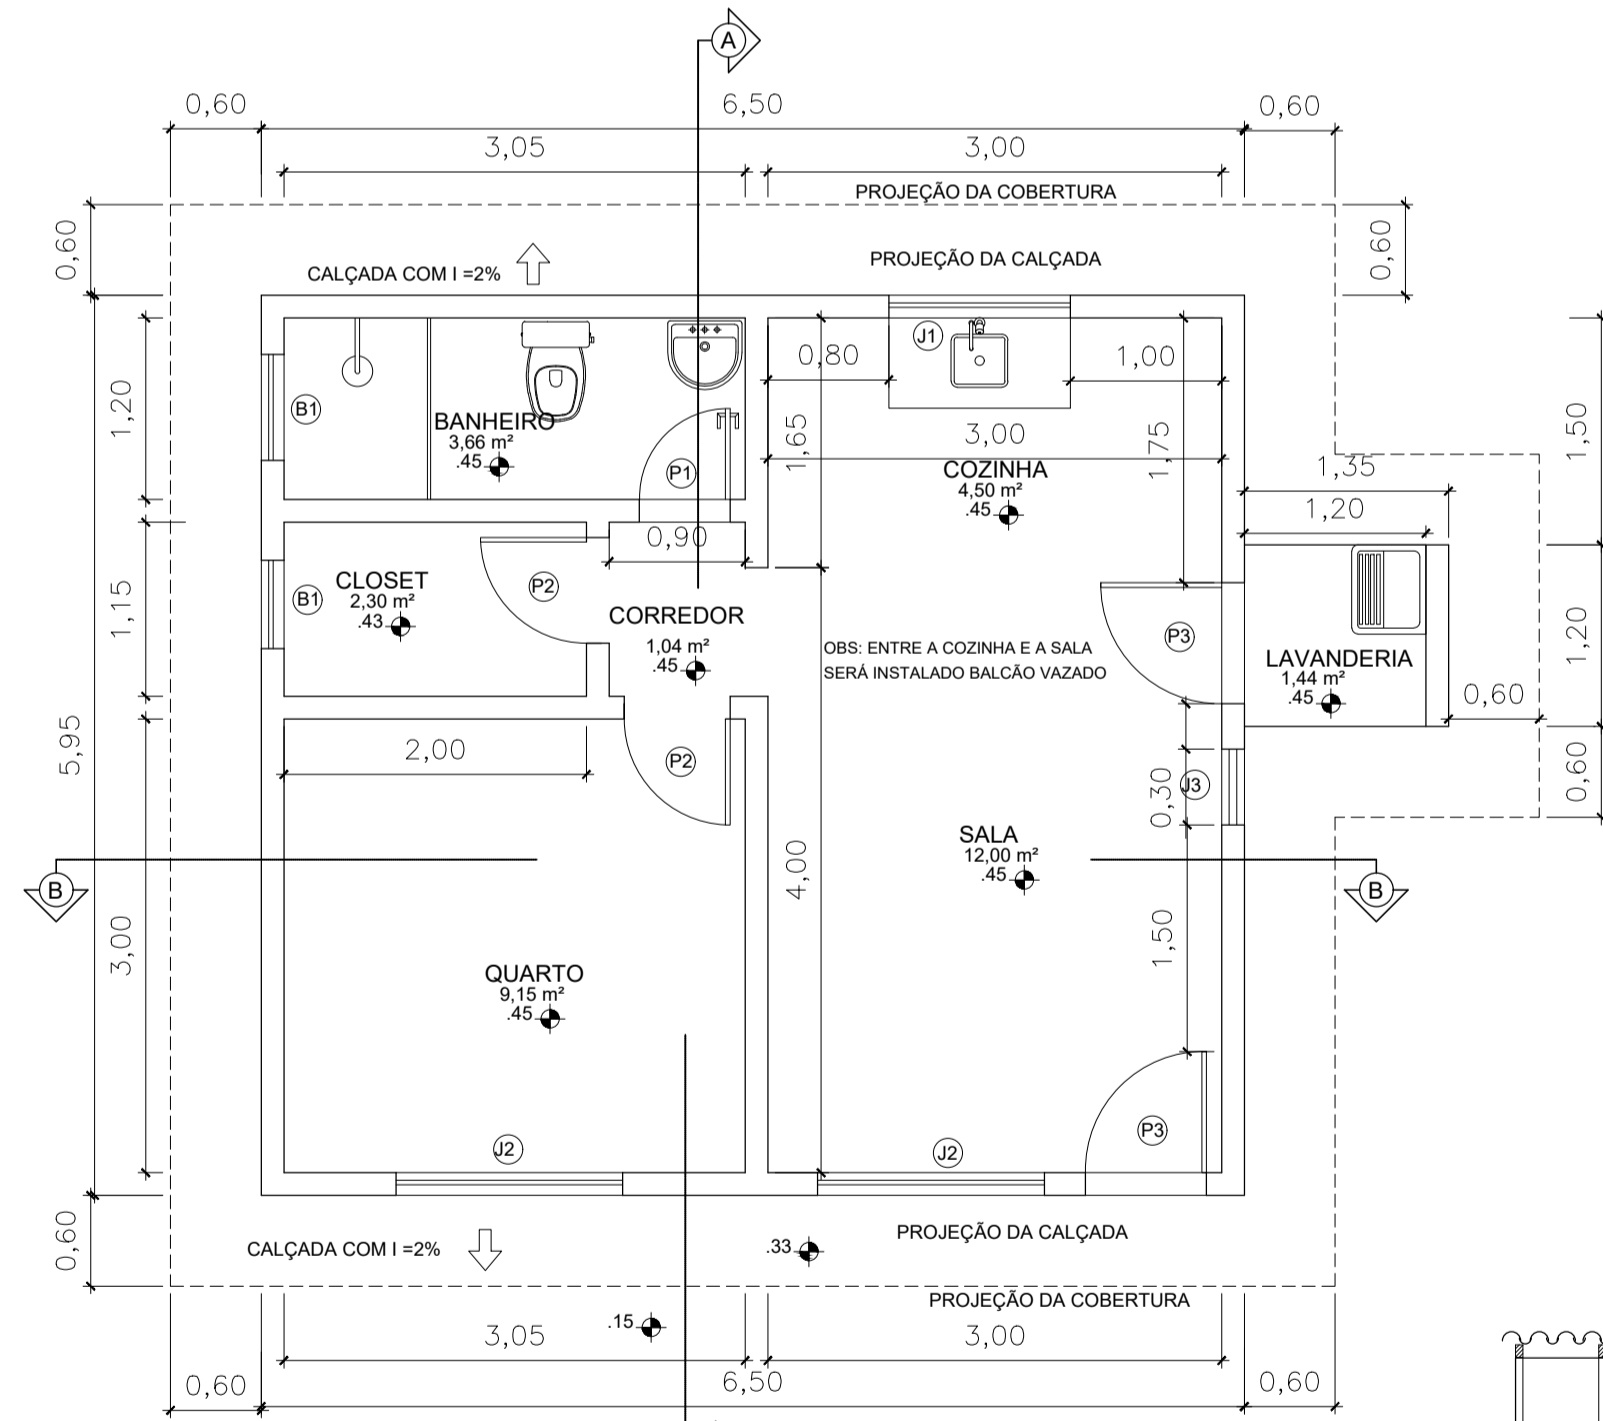 A
0,60
6,50
0,60
3,05
3,00
PROJEÇÃO DA COBERTURA
0,60
0,60
PROJEÇÃO DA CALÇADA
CALÇADA COM I =2%
J1
0,80
1,00
1,20
B1
BANHEIRO
3,66 m²
.45
P1
1,65
3,00
1,75
COZINHA
4,50 m²
.45
1,50
1,35
1,20
0,90
CLOSET
2,30 m²
.43
B1
P2
1,15
CORREDOR
1,04 m²
.45
OBS: ENTRE A COZINHA E A SALA
SERÁ INSTALADO BALCÃO VAZADO
P3
LAVANDERIA
1,44 m²
.45
1,20
0,60
5,95
2,00
P2
J3
0,30
0,60
SALA
12,00 m²
.45
4,00
B
B
3,00
1,50
QUARTO
9,15 m²
.45
J2
J2
P3
0,60
CALÇADA COM I =2%
.33
PROJEÇÃO DA CALÇADA
PROJEÇÃO DA COBERTURA
.15
3,05
3,00
0,60
6,50
0,60